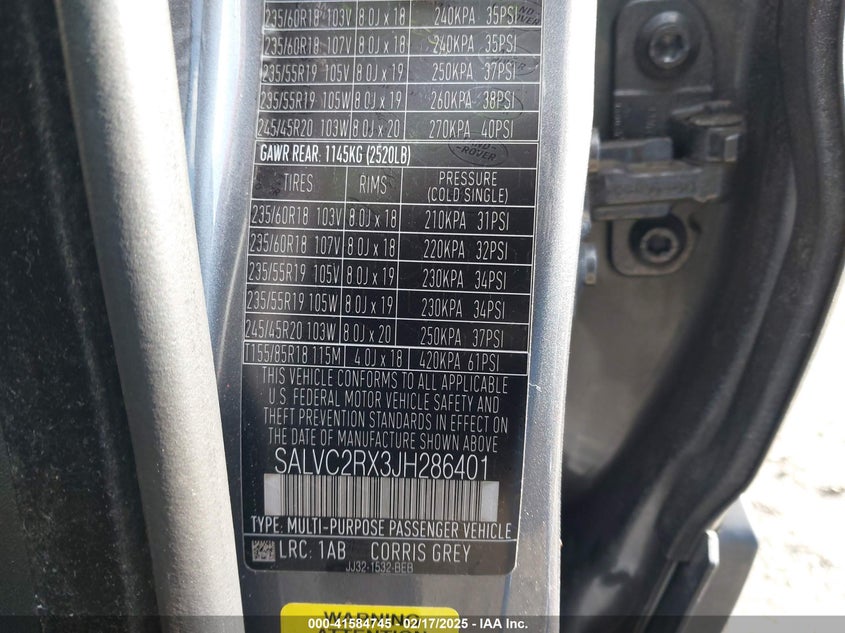 235/60R18 103V 8.0J x 18 240KPA 35PSI
235/60R18 107V 8.0J x 18 240KPA 35PSI
235/55R19 105V 8.0J x 19 250KPA 37PSI
235/55R19 105W 8.0J x 19 260KPA 38PSI
245/45R20 103W 8.0J x 20 270KPA 40PSI
GAWR REAR: 1145KG (2520LB)
TIRES RIMS PRESSURE (COLD SINGLE)
235/60R18 103V 8.0J x 18 210KPA 31PSI
235/60R18 107V 8.0J x 18 220KPA 32PSI
235/55R19 105V 8.0J x 19 230KPA 34PSI
235/55R19 105W 8.0J x 19 230KPA 34PSI
245/45R20 103W 8.0J x 20 250KPA 37PSI
T155/85R18 115M 4.0J x 18 420KPA 61PSI
THIS VEHICLE CONFORMS TO ALL APPLICABLE
U.S. FEDERAL MOTOR VEHICLE SAFETY AND
THEFT PREVENTION STANDARDS IN EFFECT ON
THE DATE OF MANUFACTURE SHOWN ABOVE
SALVC2RX3JH286401
TYPE: MULTI-PURPOSE PASSENGER VEHICLE
LRC: 1AB CORRIS GREY
JJ32-1532-BEB
WARNING
ATTENTION
000-41584745 - 02/17/2025 - IAA Inc.